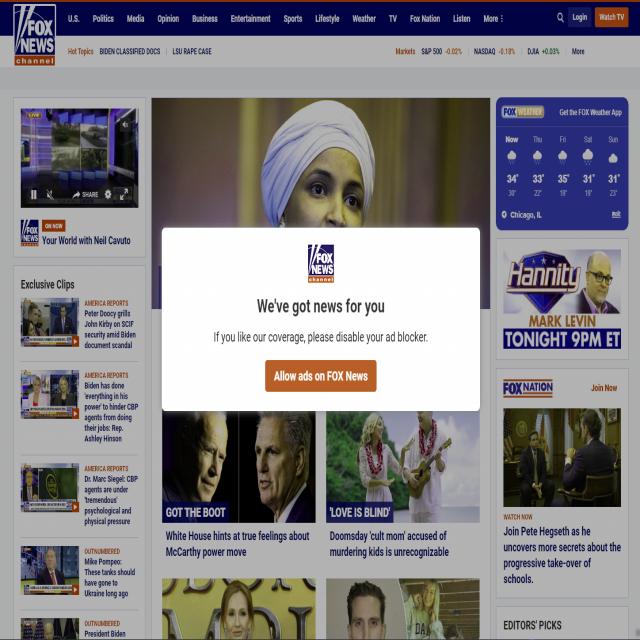 FOX
NEWS
channel
U.S.
Politics
Media
Opinion
Business
Entertainment
Sports
Lifestyle
Weather
TV
Fox Nation
Listen
More
Login
Watch TV
Hot Topics
BIDEN CLASSIFIED DOCS
LSU RAPE CASE
Markets
S&P 500 -0.02%
NASDAQ -0.18%
DJIA +0.03%
More
LIVE
SHARE
FOX
NEWS
channel
ON NOW
Your World with Neil Cavuto
Exclusive Clips
AMERICA REPORTS
Peter Doocy grills
John Kirby on SCIF
security amid Biden
document scandal
AMERICA REPORTS
Biden has done
'everything in his
power' to hinder CBP
agents from doing
their jobs: Rep.
Ashley Hinson
AMERICA REPORTS
Dr. Marc Siegel: CBP
agents are under
'tremendous'
psychological and
physical pressure
OUTNUMBERED
Mike Pompeo:
These tanks should
have gone to
Ukraine long ago
OUTNUMBERED
President Biden
FOX
NEWS
channel
We've got news for you
If you like our coverage, please disable your ad blocker.
Allow ads on FOX News
GOT THE BOOT
White House hints at true feelings about
McCarthy power move
'LOVE IS BLIND'
Doomsday 'cult mom' accused of
murdering kids is unrecognizable
FOX WEATHER
Get the FOX Weather App
Now
Thu
Fri
Sat
Sun
34°
33°
35°
31°
31°
30°
22°
19°
19°
23°
Chicago, IL
Hannity
MARK LEVIN
TONIGHT 9PM ET
FOX NATION
Join Now
WATCH NOW
Join Pete Hegseth as he
uncovers more secrets about the
progressive take-over of
schools.
EDITORS' PICKS